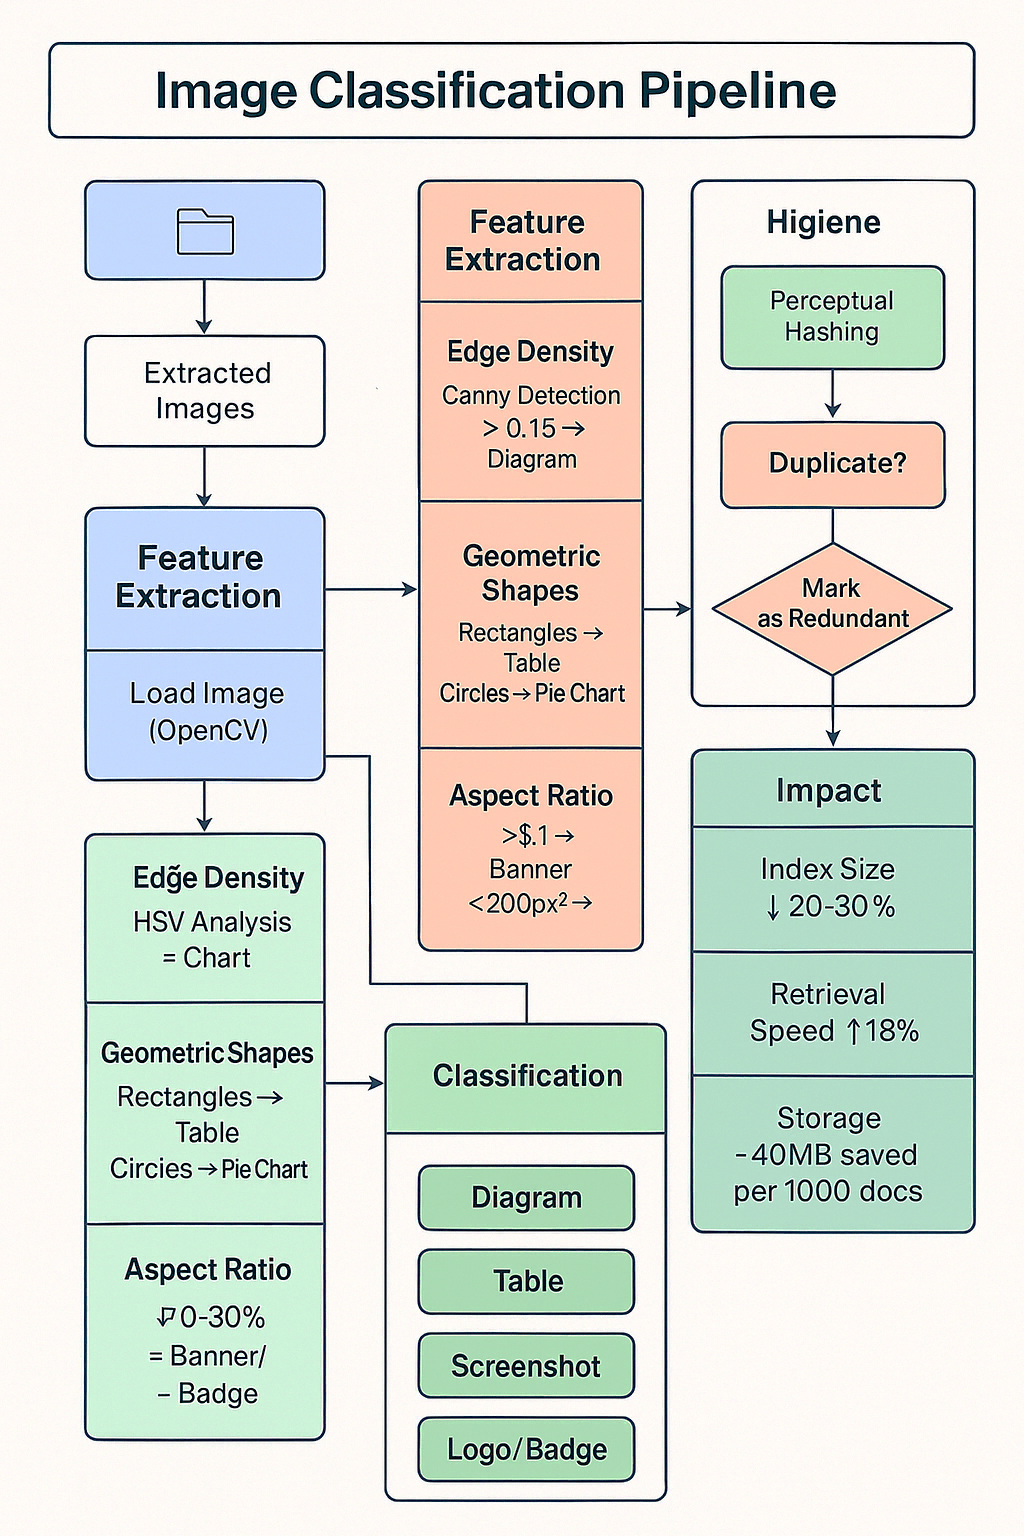 Image Classification Pipeline
Extracted
Images
Feature
Extraction
Load Image
(OpenCV)
Edg̃e Density
HSV Analysis
= Chart
Geometric Shapes
Rectangles →
Table
Circies → Pie Chart
Aspect Ratio
0-30%
= Banner/
– Badge
Feature
Extraction
Edge Density
Canny Detection
> 0.15 →
Diagram
Geometric
Shapes
Rectangles →
Table
Circles → Pie Chart
Aspect Ratio
>$.1 →
Banner
<200px² →
Classification
Diagram
Table
Screenshot
Logo/Badge
Higiene
Perceptual
Hashing
Duplicate?
Mark
as Redundant
Impact
Index Size
↓ 20-30%
Retrieval
Speed ↑18%
Storage
-40MB saved
per 1000 docs